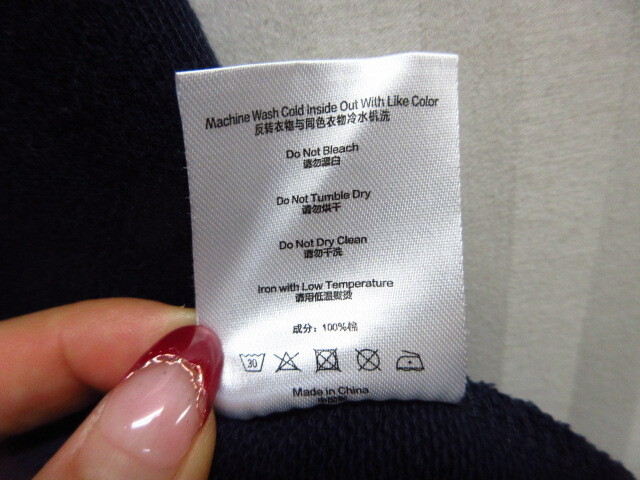 Machine Wash Cold Inside Out With Like Color
反转衣物与同色衣物冷水机洗
Do Not Bleach
请勿漂白
Do Not Tumble Dry
请勿烘干
Do Not Dry Clean
请勿干洗
Iron with Low Temperature
请用低温熨烫
成分：100%棉
30
Made in China